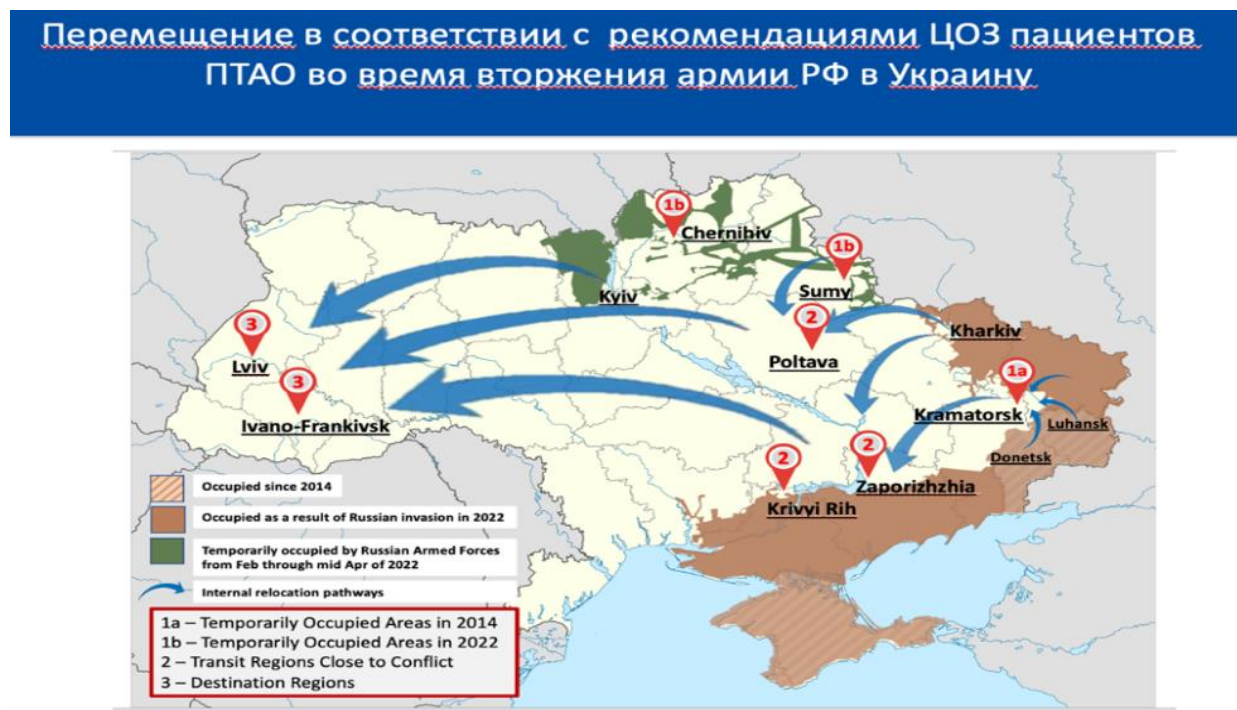 Перемещение в соответствии с рекомендациями ЦОЗ пациентов
ПТАО во время вторжения армии РФ в Украину
1b
Chernihiv
1b
Sumy
Kyiv
2
Poltava
Kharkiv
3
Lviv
3
Ivano-Frankivsk
1a
Kramatorsk
Luhansk
Donetsk
2
Zaporizhzhia
2
Krivyi Rih
Occupied since 2014
Occupied as a result of Russian invasion in 2022
Temporarily occupied by Russian Armed Forces
from Feb through mid Apr of 2022
Internal relocation pathways
1a – Temporarily Occupied Areas in 2014
1b – Temporarily Occupied Areas in 2022
2 – Transit Regions Close to Conflict
3 – Destination Regions